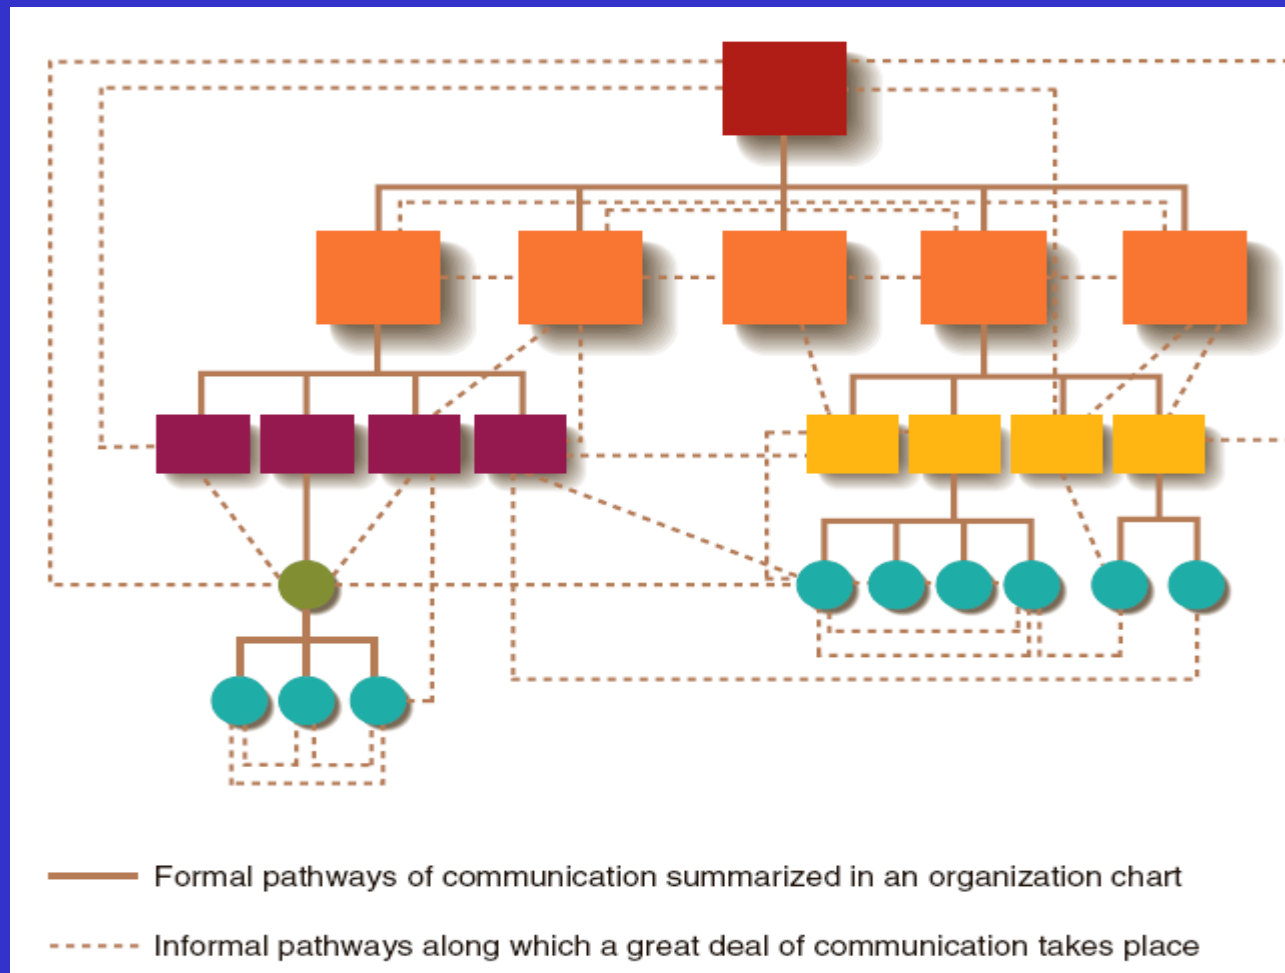 Formal pathways of communication summarized in an organization chart
Informal pathways along which a great deal of communication takes place